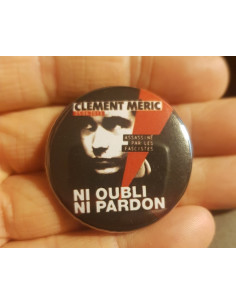 CLEMENT MERIC
ASSASSINÉ
PAR LES
FASCISTES
NI OUBLI
NI PARDON